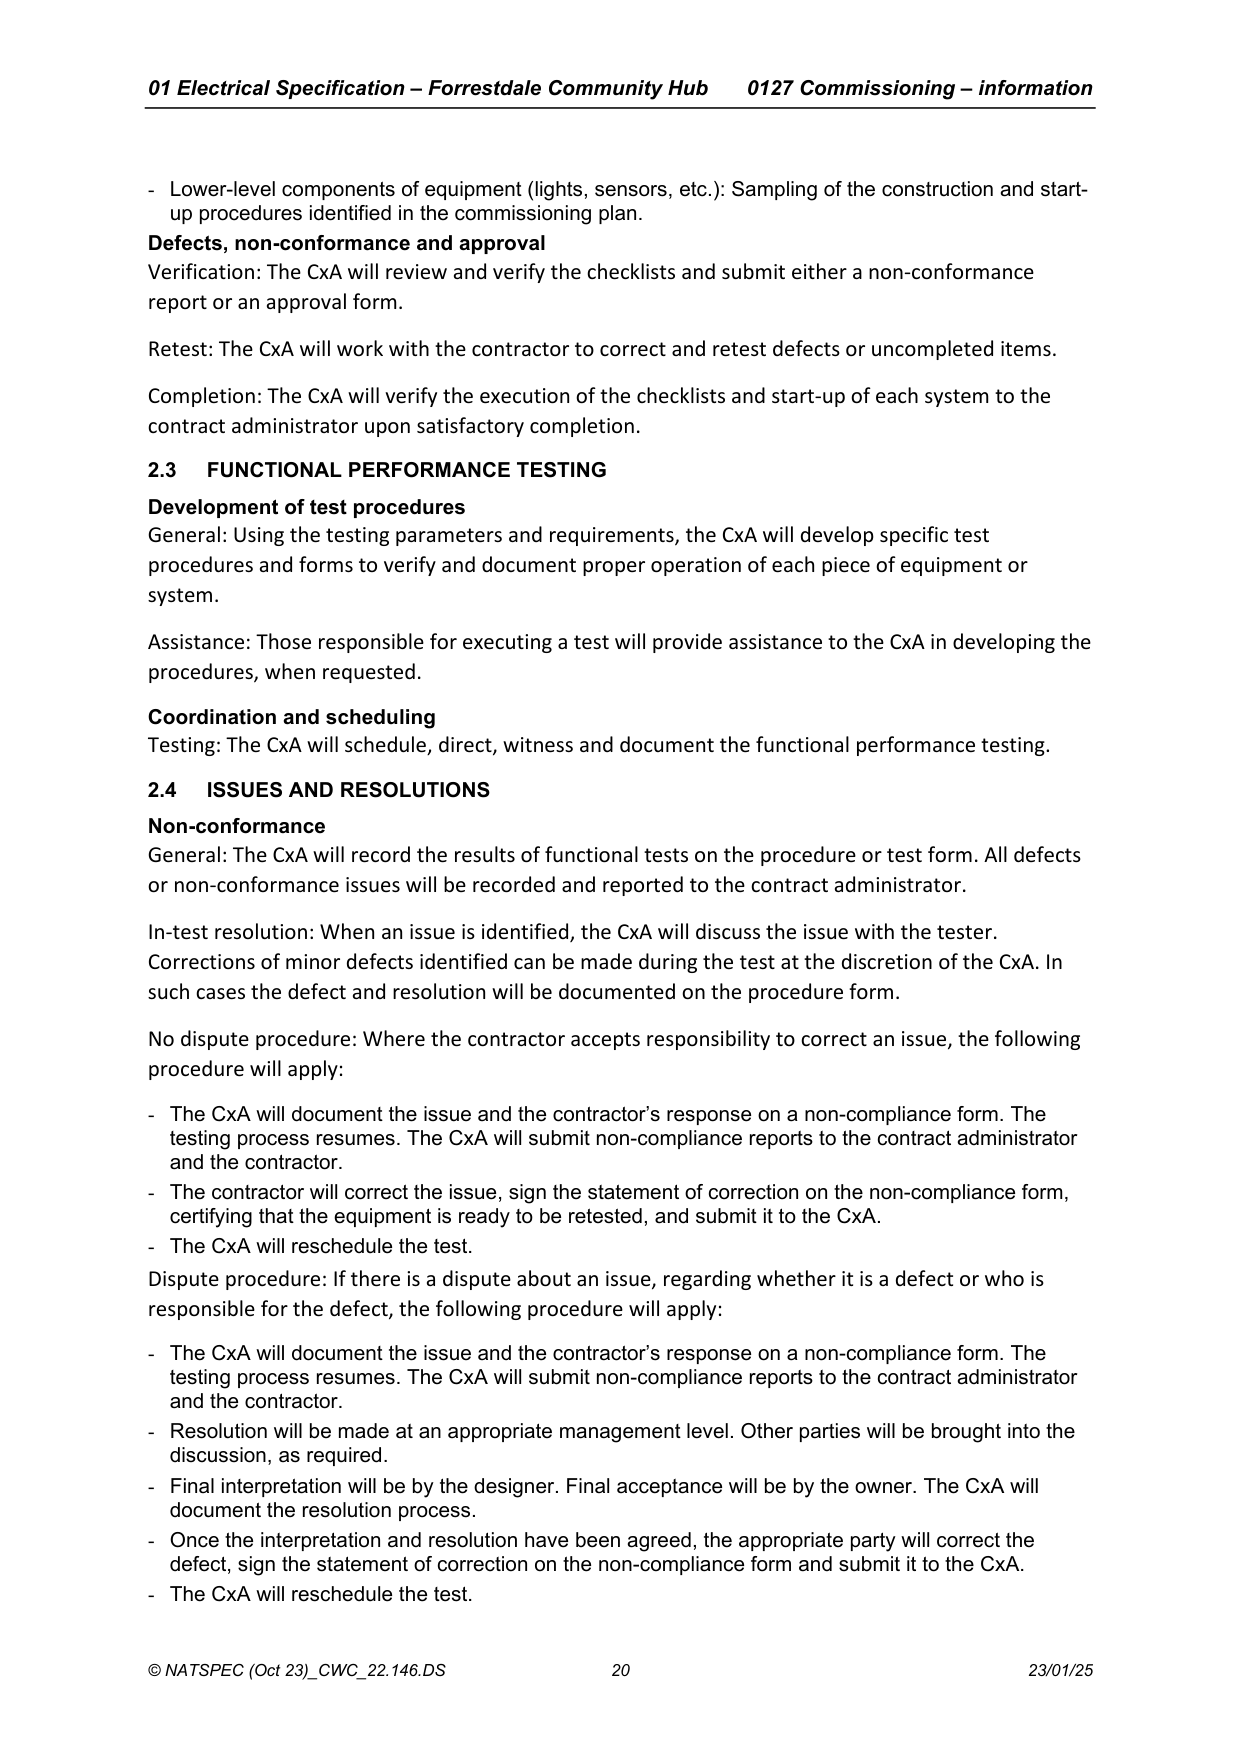 01 Electrical Specification – Forrestdale Community Hub 0127 Commissioning – information
- Lower-level components of equipment (lights, sensors, etc.): Sampling of the construction and start-
up procedures identified in the commissioning plan.
Defects, non-conformance and approval
Verification: The CxA will review and verify the checklists and submit either a non-conformance
report or an approval form.
Retest: The CxA will work with the contractor to correct and retest defects or uncompleted items.
Completion: The CxA will verify the execution of the checklists and start-up of each system to the
contract administrator upon satisfactory completion.
2.3 FUNCTIONAL PERFORMANCE TESTING
Development of test procedures
General: Using the testing parameters and requirements, the CxA will develop specific test
procedures and forms to verify and document proper operation of each piece of equipment or
system.
Assistance: Those responsible for executing a test will provide assistance to the CxA in developing the
procedures, when requested.
Coordination and scheduling
Testing: The CxA will schedule, direct, witness and document the functional performance testing.
2.4 ISSUES AND RESOLUTIONS
Non-conformance
General: The CxA will record the results of functional tests on the procedure or test form. All defects
or non-conformance issues will be recorded and reported to the contract administrator.
In-test resolution: When an issue is identified, the CxA will discuss the issue with the tester.
Corrections of minor defects identified can be made during the test at the discretion of the CxA. In
such cases the defect and resolution will be documented on the procedure form.
No dispute procedure: Where the contractor accepts responsibility to correct an issue, the following
procedure will apply:
- The CxA will document the issue and the contractor’s response on a non-compliance form. The
testing process resumes. The CxA will submit non-compliance reports to the contract administrator
and the contractor.
- The contractor will correct the issue, sign the statement of correction on the non-compliance form,
certifying that the equipment is ready to be retested, and submit it to the CxA.
- The CxA will reschedule the test.
Dispute procedure: If there is a dispute about an issue, regarding whether it is a defect or who is
responsible for the defect, the following procedure will apply:
- The CxA will document the issue and the contractor’s response on a non-compliance form. The
testing process resumes. The CxA will submit non-compliance reports to the contract administrator
and the contractor.
- Resolution will be made at an appropriate management level. Other parties will be brought into the
discussion, as required.
- Final interpretation will be by the designer. Final acceptance will be by the owner. The CxA will
document the resolution process.
- Once the interpretation and resolution have been agreed, the appropriate party will correct the
defect, sign the statement of correction on the non-compliance form and submit it to the CxA.
- The CxA will reschedule the test.
© NATSPEC (Oct 23)_CWC_22.146.DS 20 23/01/25